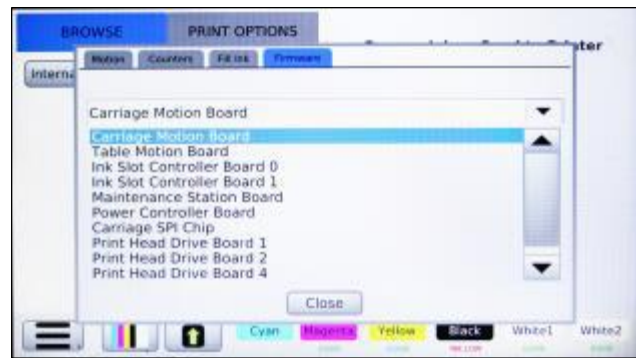 BROWSE PRINT OPTIONS
Motion Counters Fill Ink Firmware
Interna
Carriage Motion Board
Carriage Motion Board
Table Motion Board
Ink Slot Controller Board 0
Ink Slot Controller Board 1
Maintenance Station Board
Power Controller Board
Carriage SPI Chip
Print Head Drive Board 1
Print Head Drive Board 2
Print Head Drive Board 4
Close
Cyan Magenta Yellow Black White1 White2